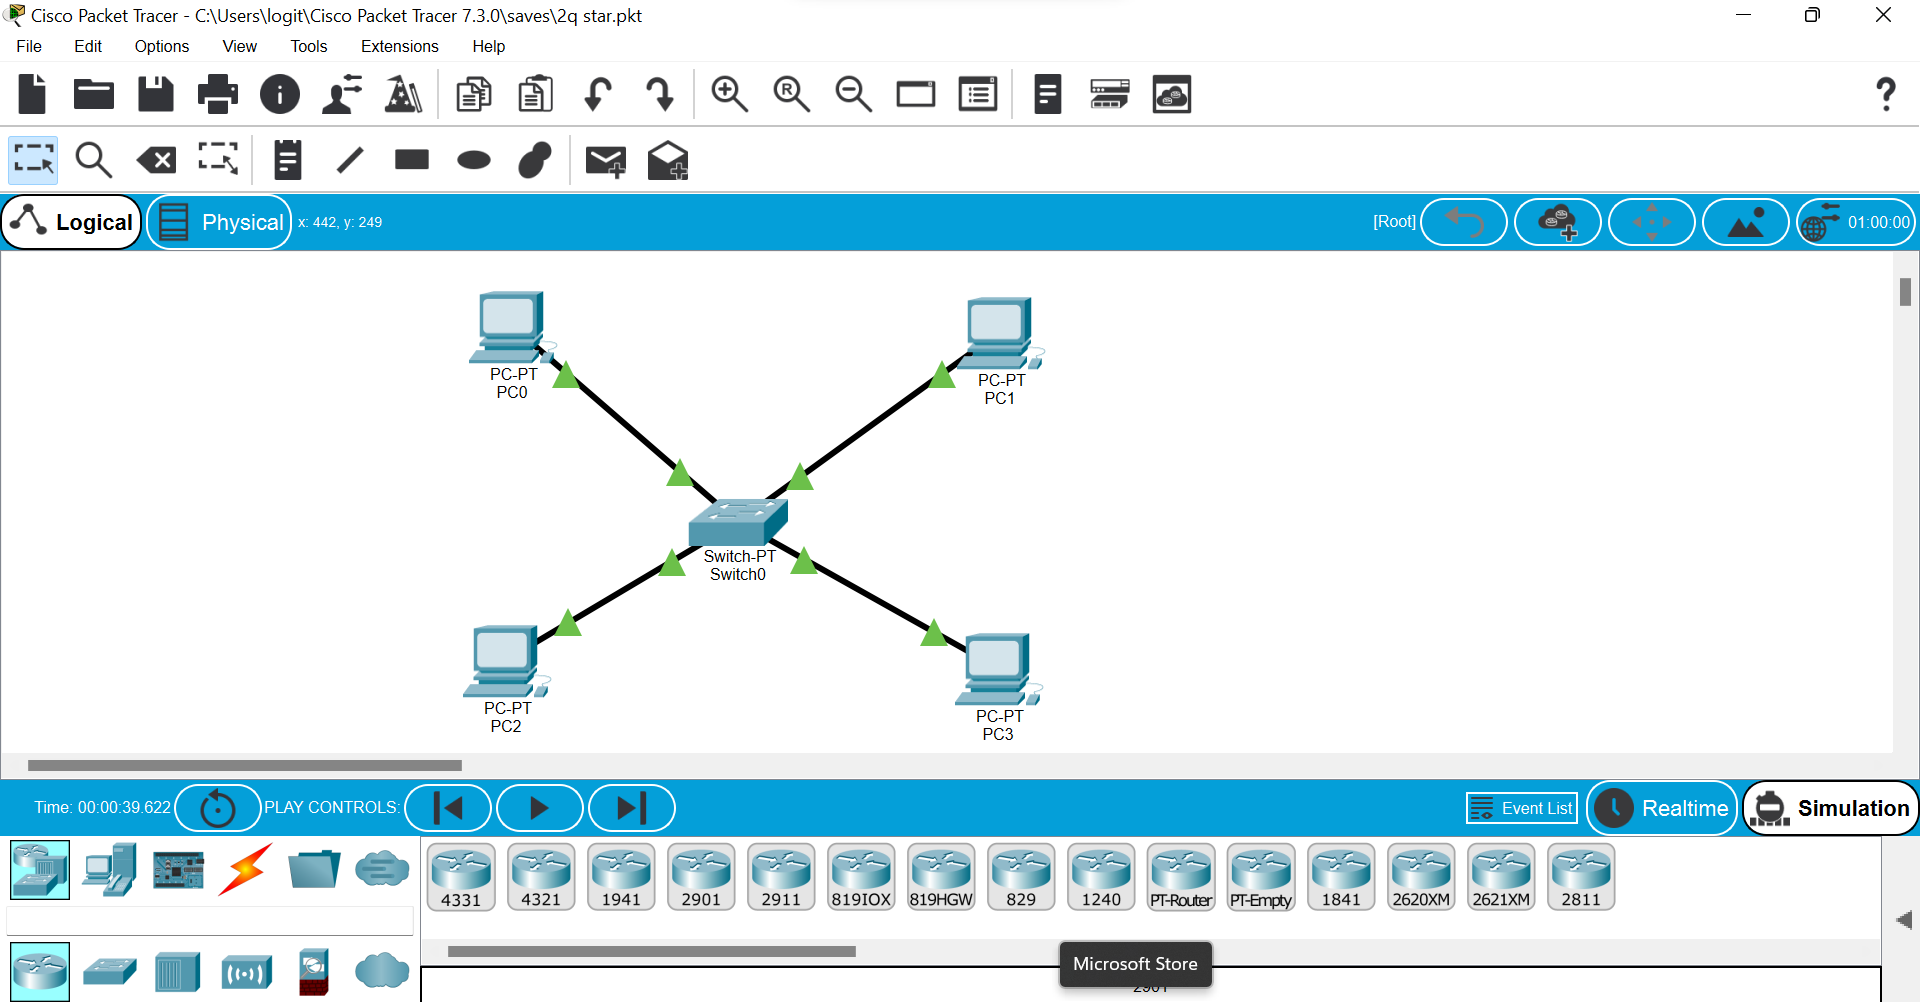 Cisco Packet Tracer - C:\Users\logit\Cisco Packet Tracer 7.3.0\saves\2q star.pkt
File Edit Options View Tools Extensions Help
R
Logical Physical x: 442, y: 249 [Root] 01:00:00
PC-PT
PC0
PC-PT
PC1
Switch-PT
Switch0
PC-PT
PC2
PC-PT
PC3
Time: 00:00:39.622 PLAY CONTROLS: Event List Realtime Simulation
4331 4321 1941 2901 2911 819IOX 819HGW 829 1240 PT-Router PT-Empty 1841 2620XM 2621XM 2811
Microsoft Store
2901